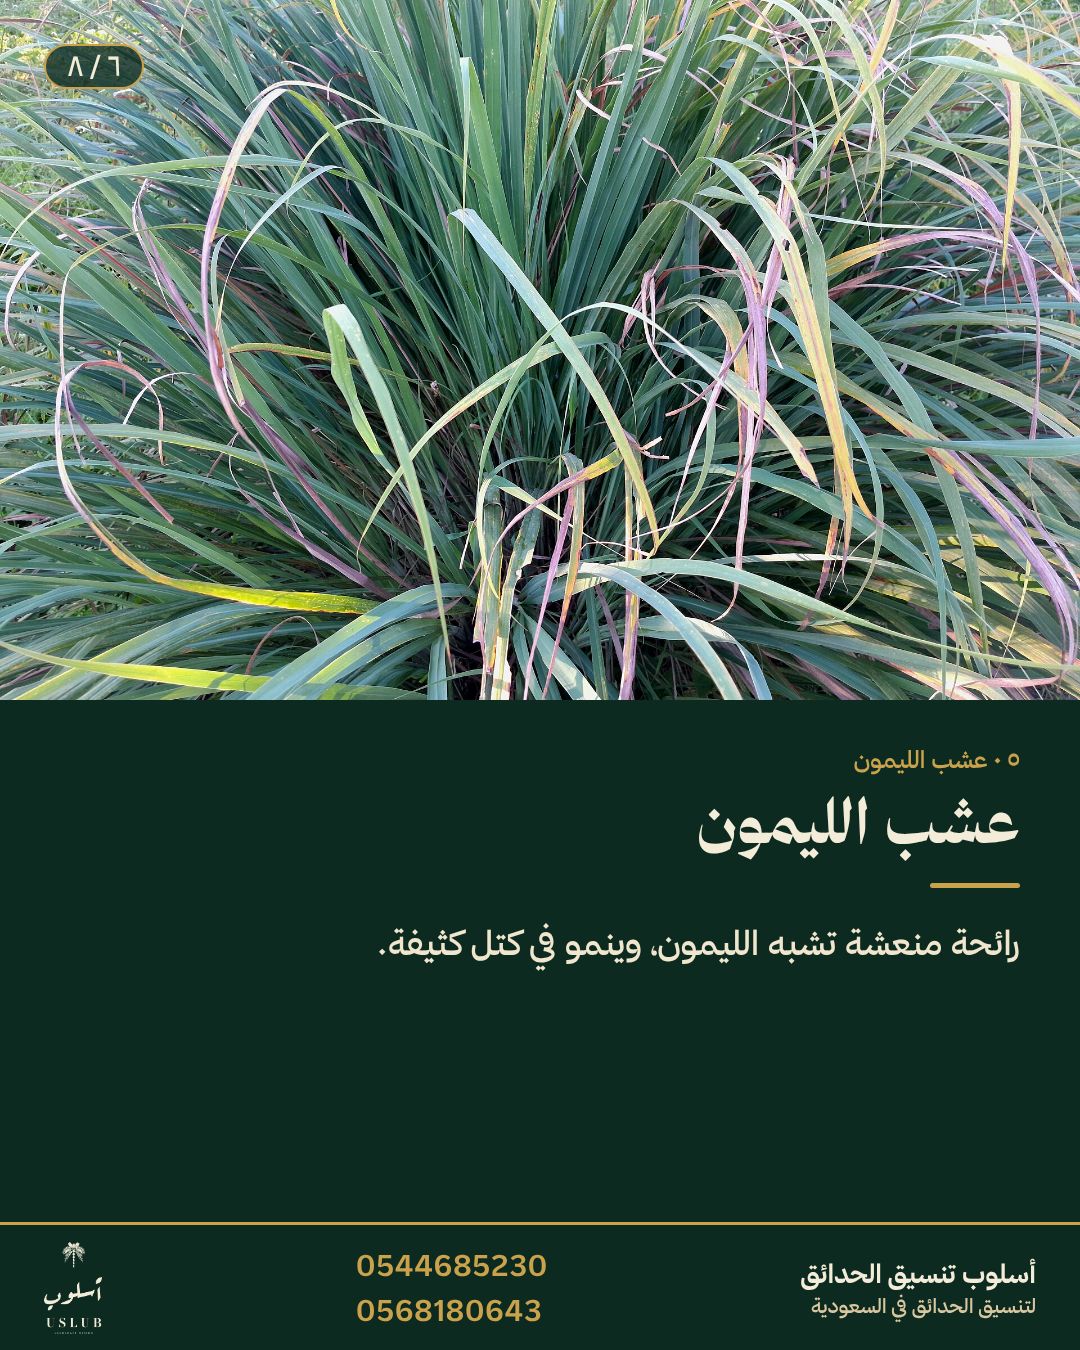 ٨/٦
٥ · عشب الليمون
عشب الليمون
رائحة منعشة تشبه الليمون، وينمو في كتل كثيفة.
أسلوب تنسيق الحدائق
لتنسيق الحدائق في السعودية
0544685230
0568180643
أسلوب
USLUB